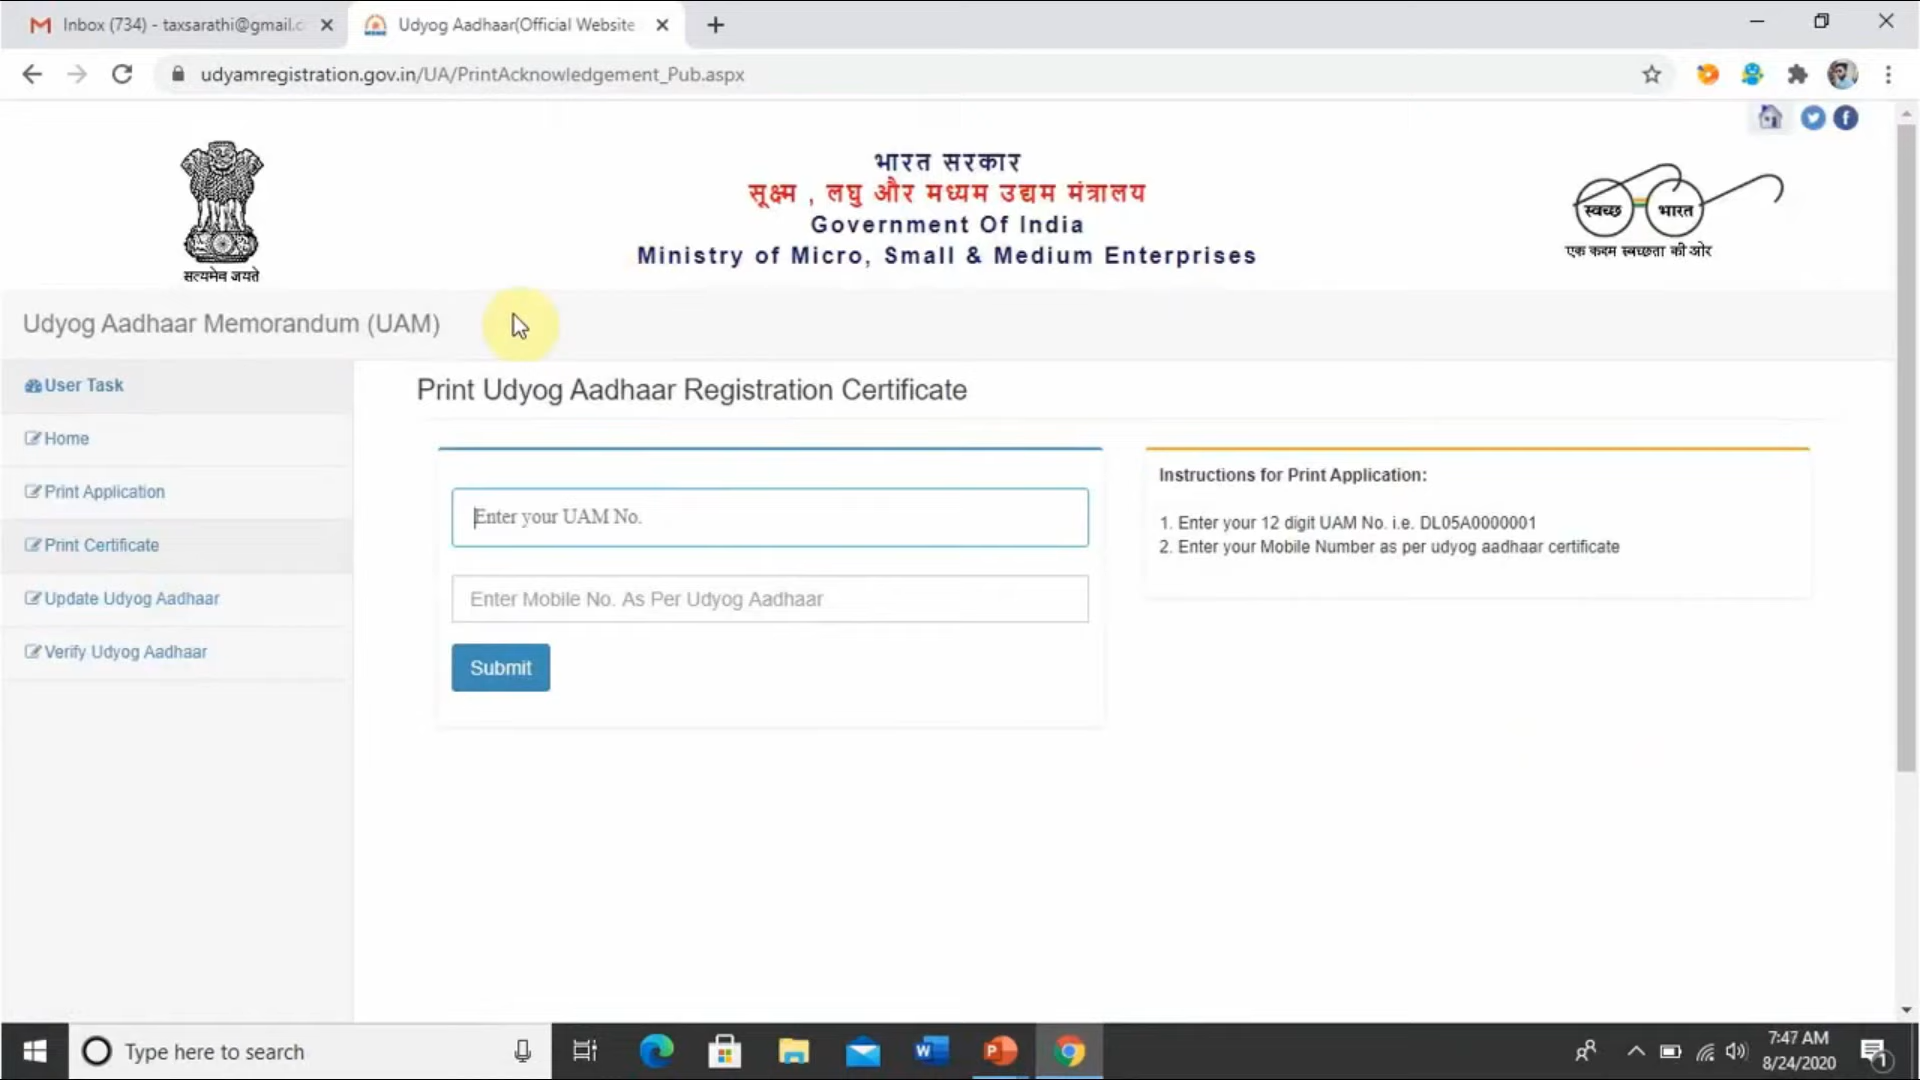 Inbox (734) - taxsarathi@gmail.c
Udyog Aadhaar(Official Website
udyamregistration.gov.in/UA/PrintAcknowledgement_Pub.aspx
सत्यमेव जयते
भारत सरकार
सूक्ष्म , लघु और मध्यम उद्यम मंत्रालय
Government Of India
Ministry of Micro, Small & Medium Enterprises
स्वच्छ भारत
एक कदम स्वच्छता की ओर
Udyog Aadhaar Memorandum (UAM)
User Task
Home
Print Application
Print Certificate
Update Udyog Aadhaar
Verify Udyog Aadhaar
Print Udyog Aadhaar Registration Certificate
Enter your UAM No.
Enter Mobile No. As Per Udyog Aadhaar
Submit
Instructions for Print Application:
1. Enter your 12 digit UAM No. i.e. DL05A0000001
2. Enter your Mobile Number as per udyog aadhaar certificate
Type here to search
7:47 AM
8/24/2020
1